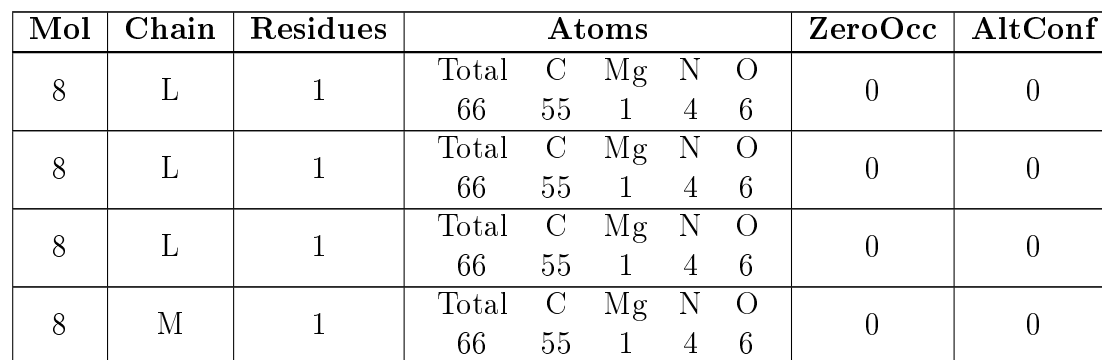 Mol Chain Residues Atoms ZeroOcc AltConf
8 L 1 Total C Mg N O 0 0
66 55 1 4 6
8 L 1 Total C Mg N O 0 0
66 55 1 4 6
8 L 1 Total C Mg N O 0 0
66 55 1 4 6
8 M 1 Total C Mg N O 0 0
66 55 1 4 6